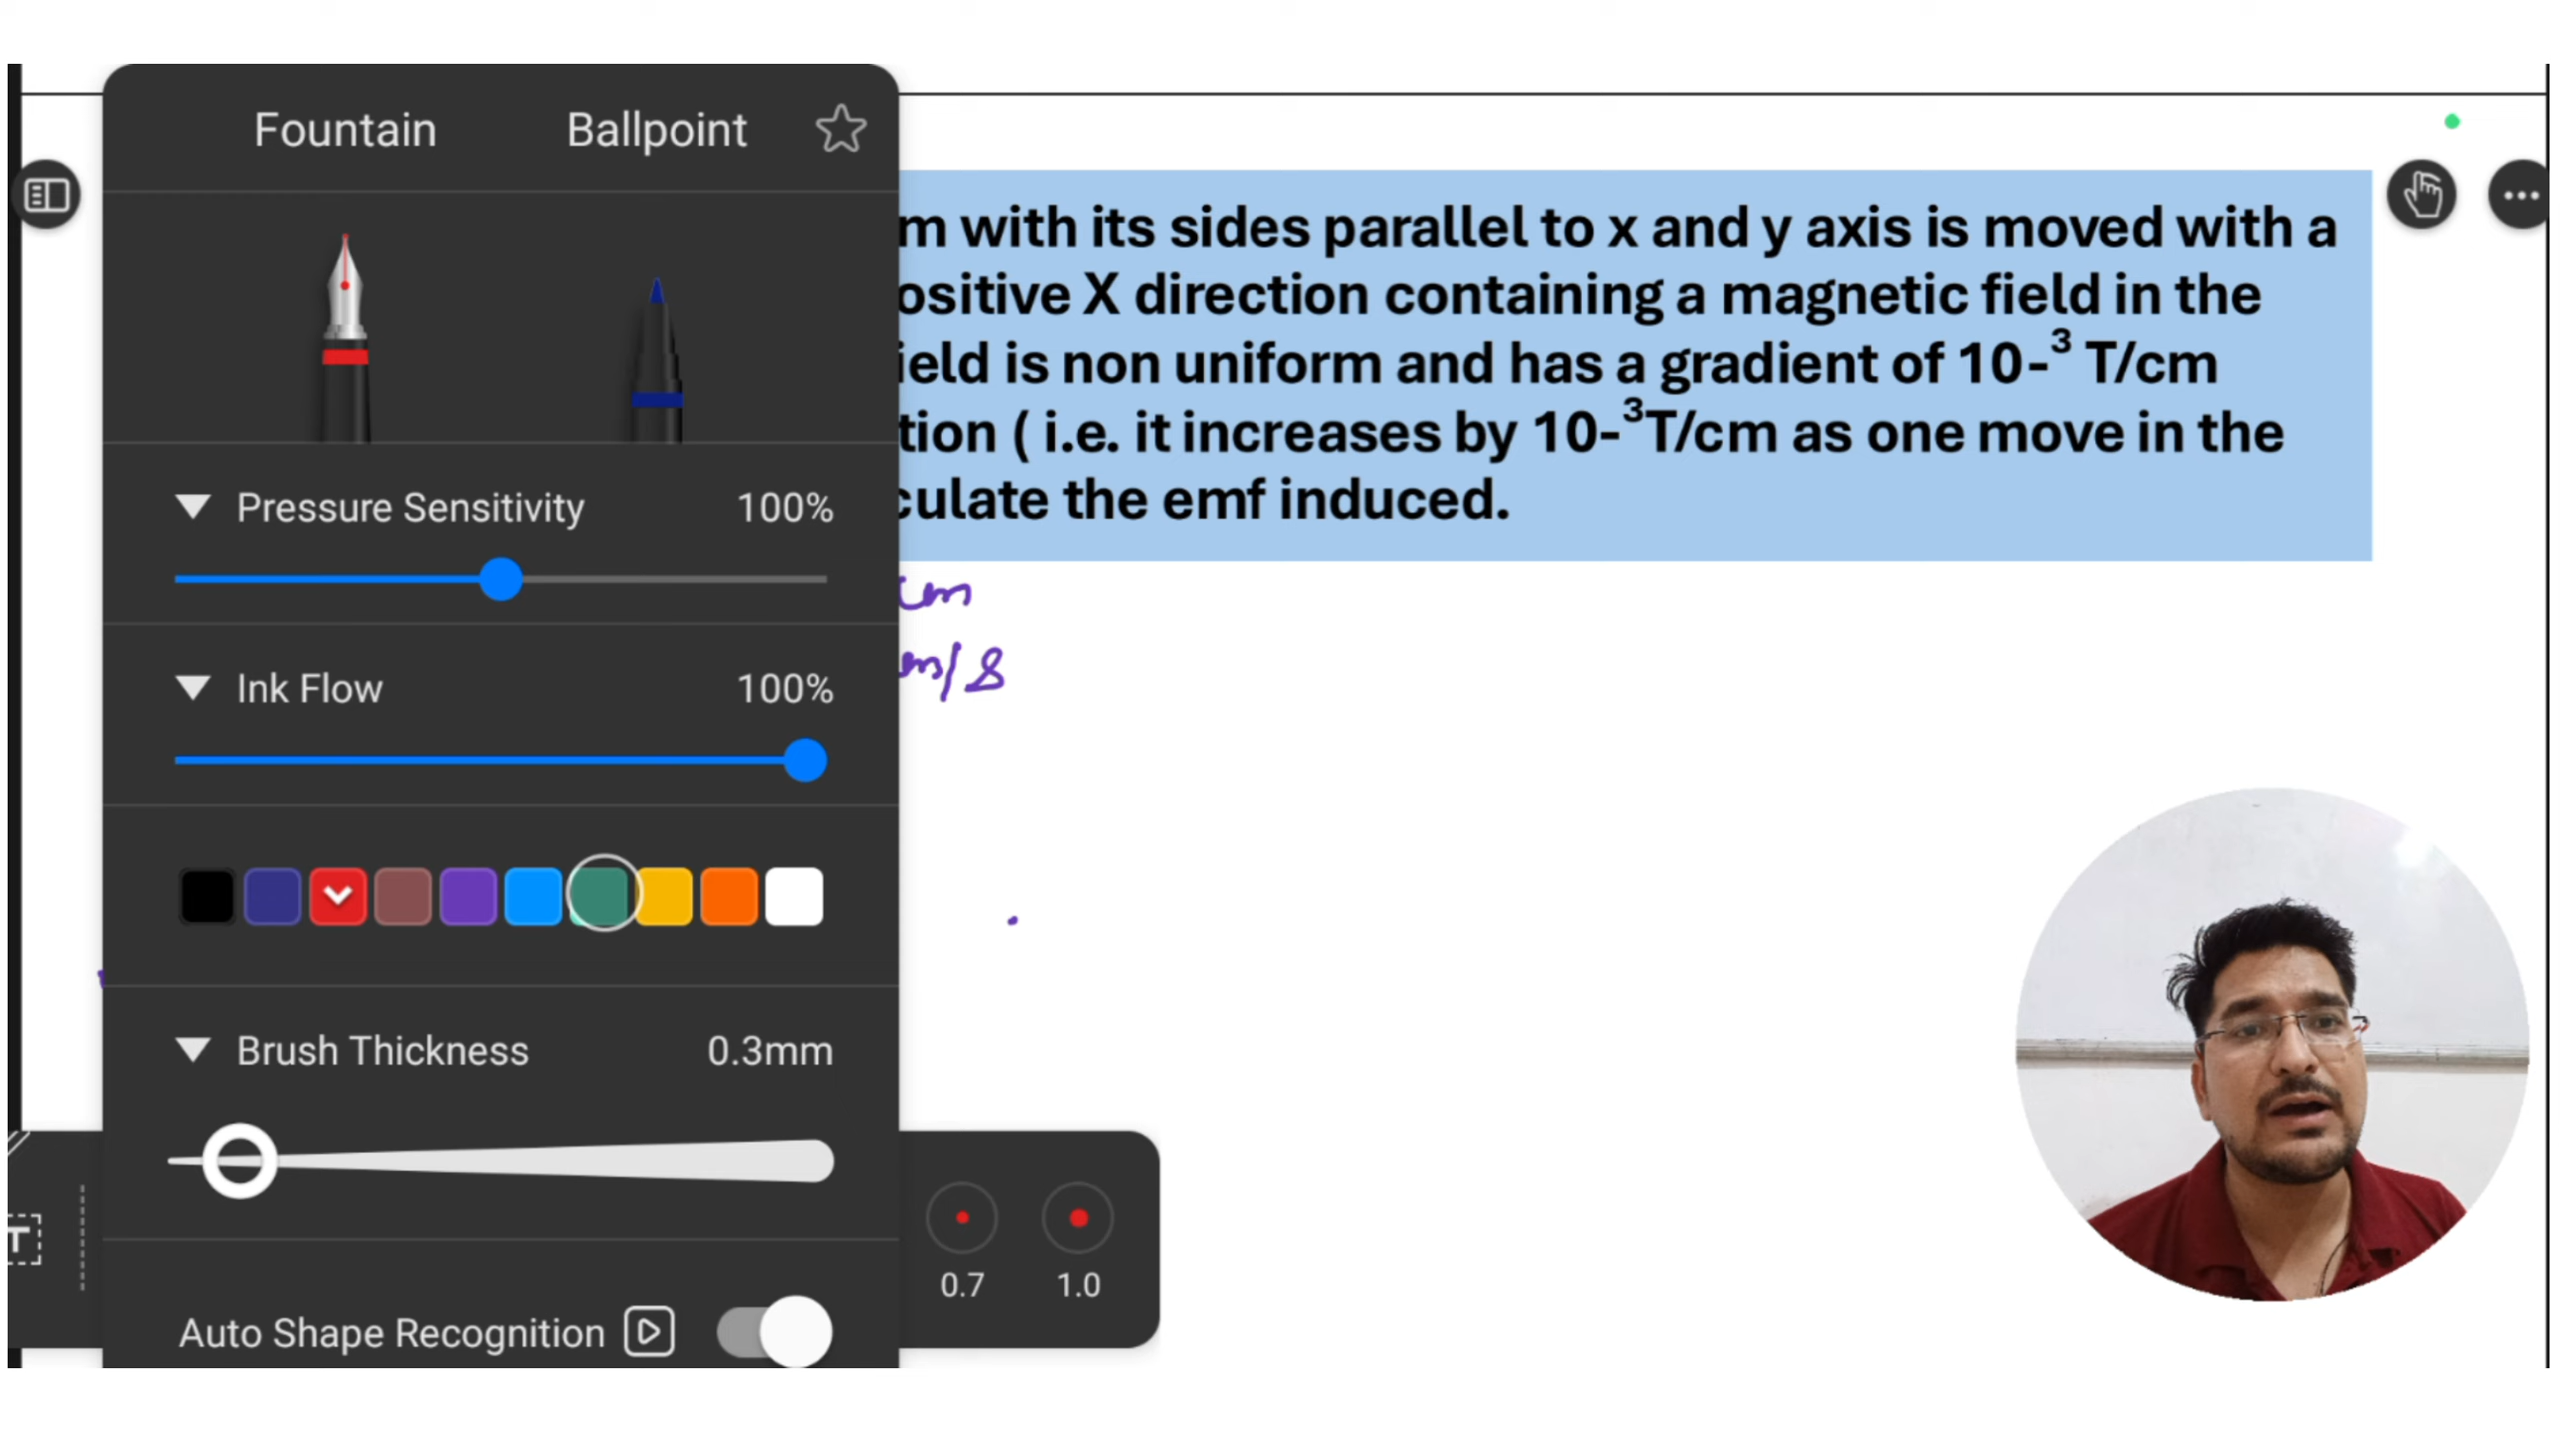 Fountain Ballpoint
m with its sides parallel to x and y axis is moved with a
ositive X direction containing a magnetic field in the
ield is non uniform and has a gradient of 10-³ T/cm
tion ( i.e. it increases by 10-³T/cm as one move in the
culate the emf induced.
Pressure Sensitivity 100%
cm
m/s
Ink Flow 100%
Brush Thickness 0.3mm
T
0.7 1.0
Auto Shape Recognition